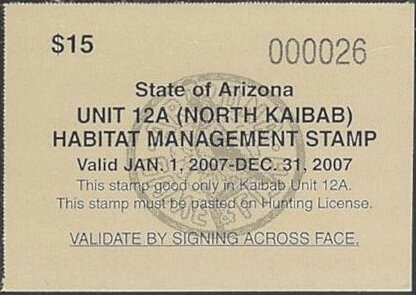 $15 000026
State of Arizona
UNIT 12A (NORTH KAIBAB)
HABITAT MANAGEMENT STAMP
Valid JAN. 1, 2007-DEC. 31, 2007
This stamp good only in Kaibab Unit 12A.
This stamp must be pasted on Hunting License.
VALIDATE BY SIGNING ACROSS FACE.